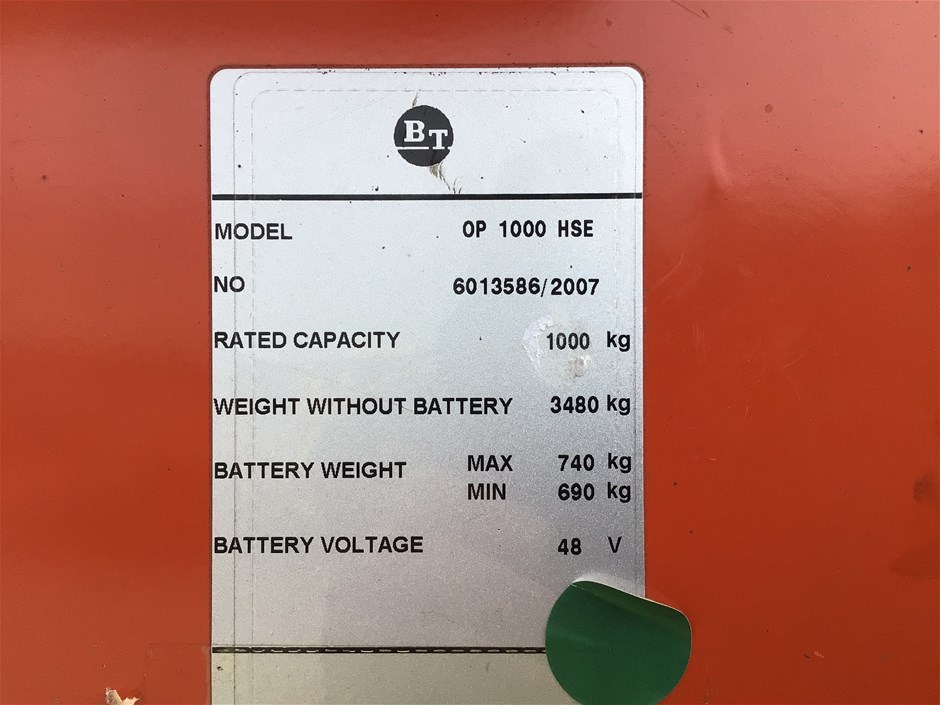 BT
MODEL OP 1000 HSE
NO 6013586/2007
RATED CAPACITY 1000 kg
WEIGHT WITHOUT BATTERY 3480 kg
BATTERY WEIGHT MAX 740 kg
MIN 690 kg
BATTERY VOLTAGE 48 V